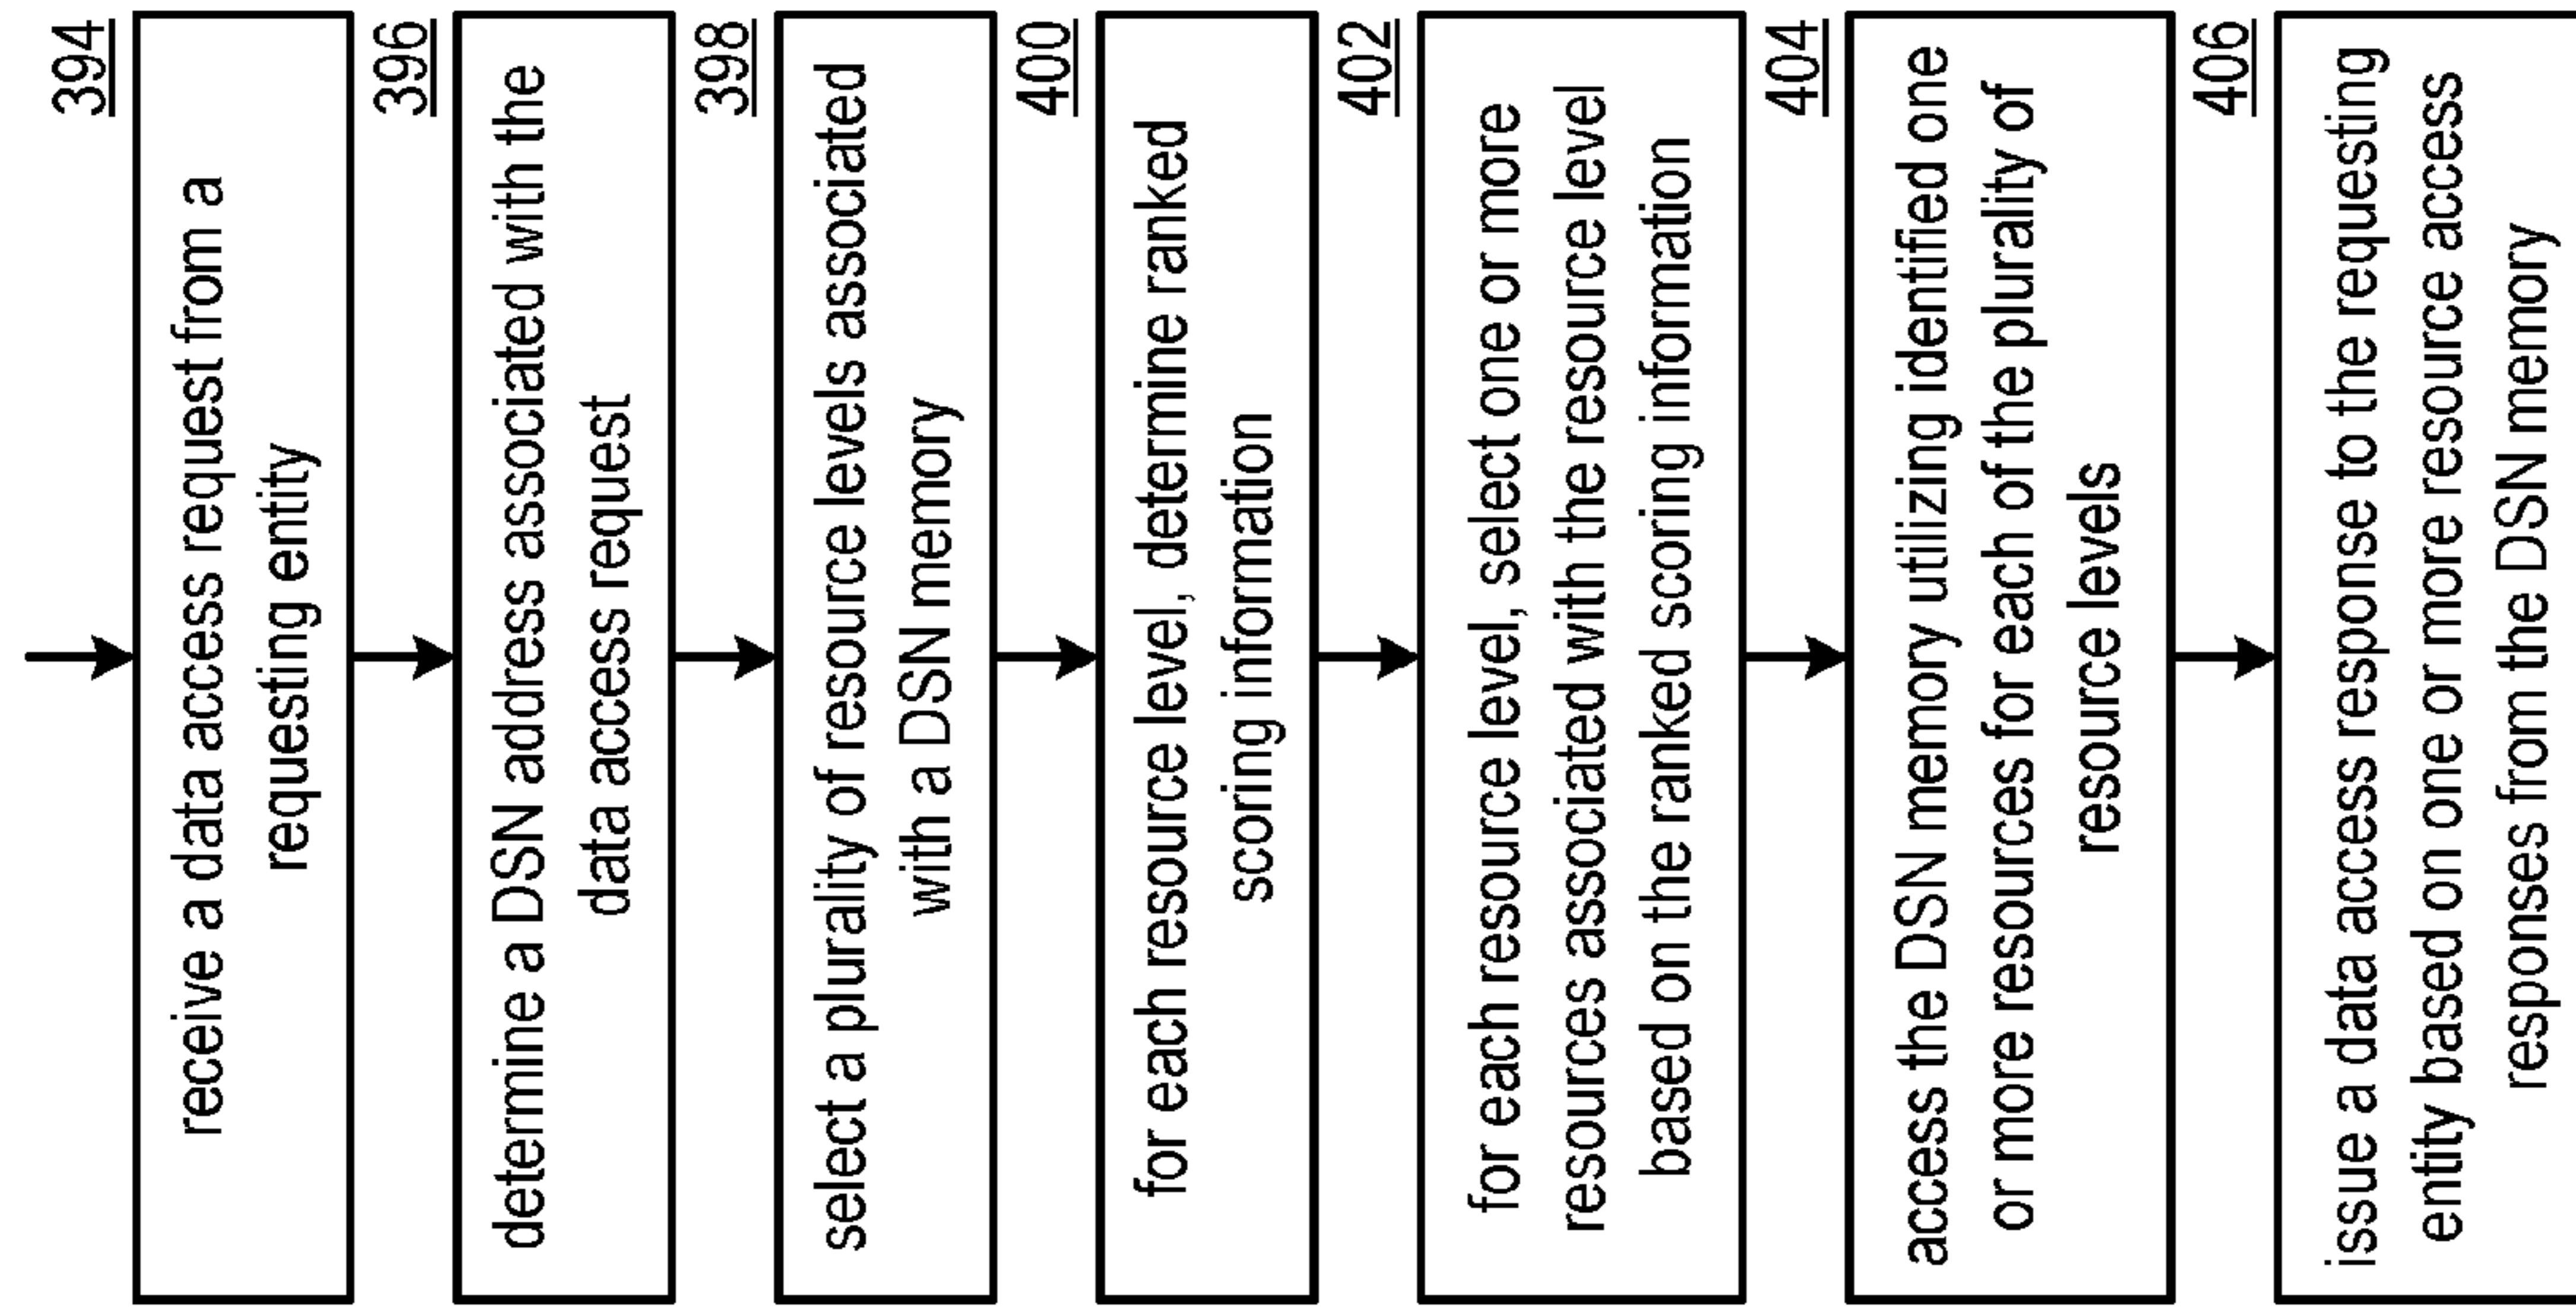 394
receive a data access request from a
requesting entity
396
determine a DSN address associated with the
data access request
398
select a plurality of resource levels associated
with a DSN memory
400
for each resource level, determine ranked
scoring information
402
for each resource level, select one or more
resources associated with the resource level
based on the ranked scoring information
404
access the DSN memory utilizing identified one
or more resources for each of the plurality of
resource levels
406
issue a data access response to the requesting
entity based on one or more resource access
responses from the DSN memory